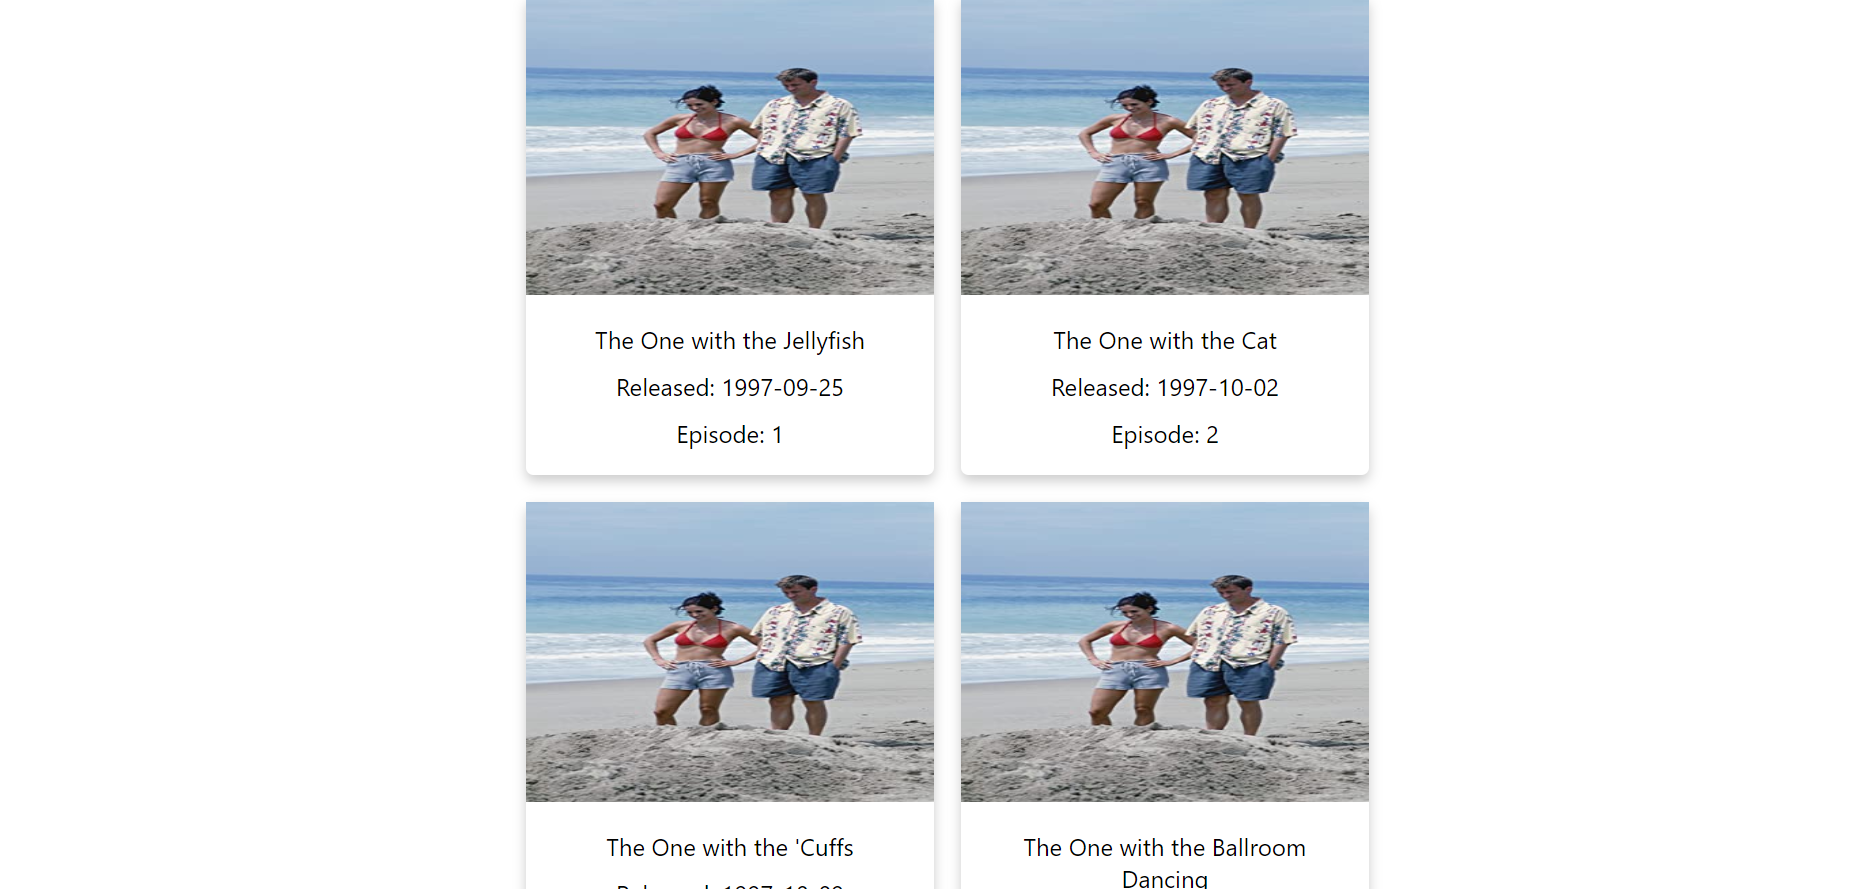 The One with the Jellyfish
Released: 1997-09-25
Episode: 1
The One with the Cat
Released: 1997-10-02
Episode: 2
The One with the 'Cuffs
The One with the Ballroom
Dancing